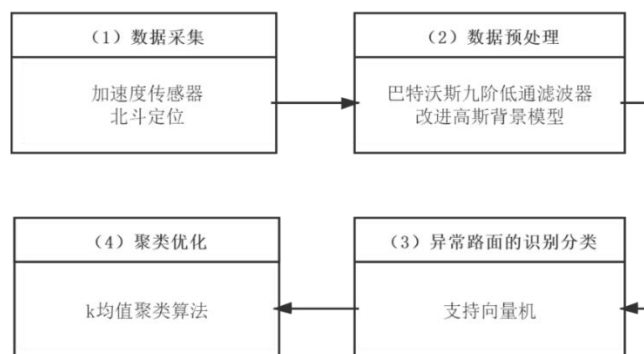 （1）数据采集
加速度传感器
北斗定位
（2）数据预处理
巴特沃斯九阶低通滤波器
改进高斯背景模型
（3）异常路面的识别分类
支持向量机
（4）聚类优化
k均值聚类算法